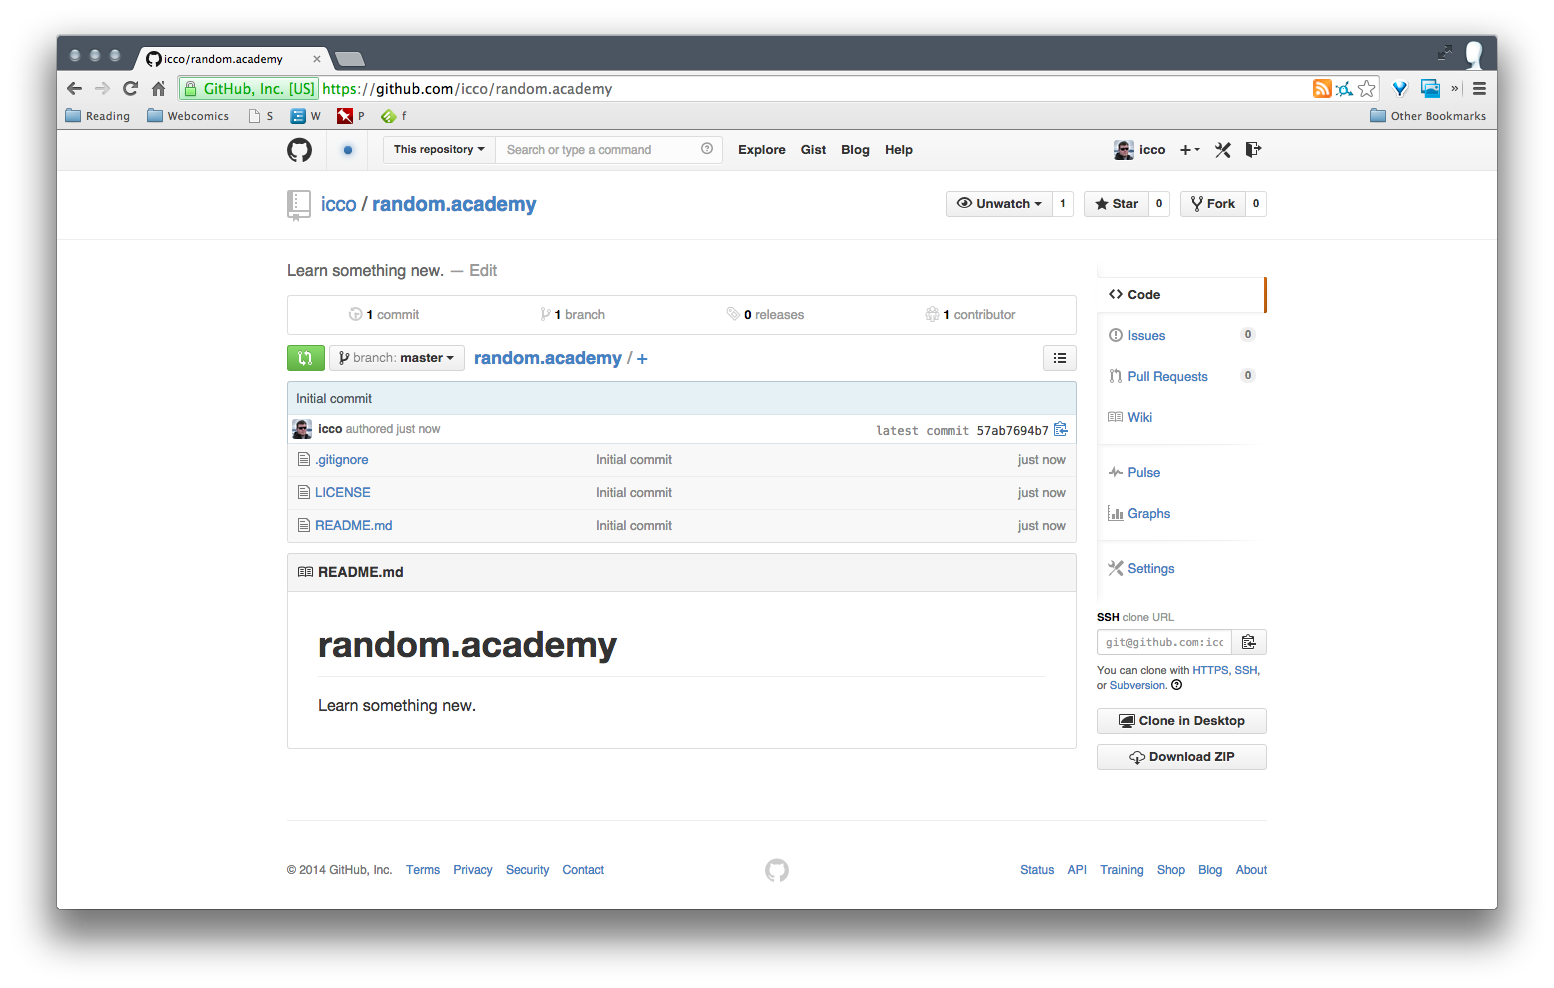 icco/random.academy
GitHub, Inc. [US] https://github.com/icco/random.academy
Reading Webcomics S W P f Other Bookmarks
This repository Search or type a command Explore Gist Blog Help icco
icco / random.academy Unwatch 1 Star 0 Fork 0
Learn something new. — Edit
1 commit 1 branch 0 releases 1 contributor
branch: master random.academy / +
Initial commit
icco authored just now latest commit 57ab7694b7
.gitignore Initial commit just now
LICENSE Initial commit just now
README.md Initial commit just now
README.md
random.academy
Learn something new.
Code
Issues 0
Pull Requests 0
Wiki
Pulse
Graphs
Settings
SSH clone URL
git@github.com:icc
You can clone with HTTPS, SSH,
or Subversion.
Clone in Desktop
Download ZIP
© 2014 GitHub, Inc. Terms Privacy Security Contact Status API Training Shop Blog About